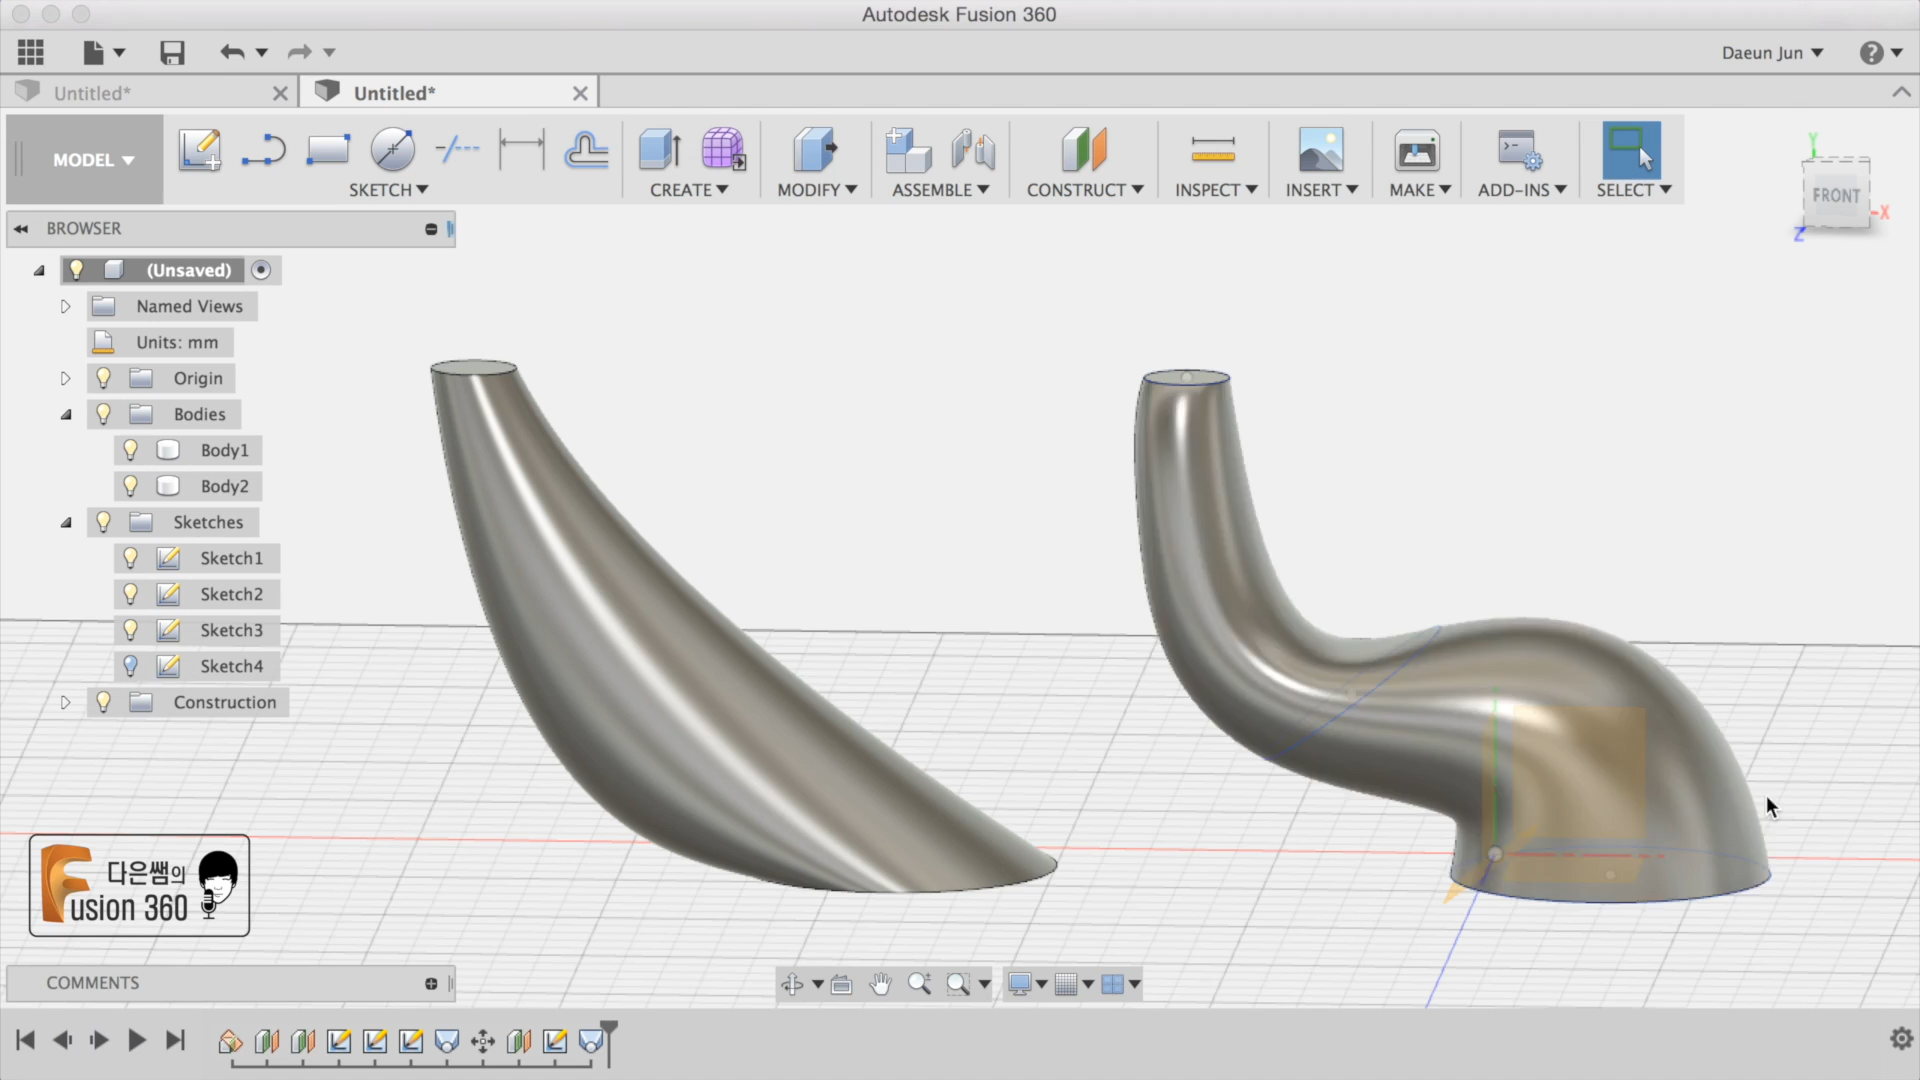 Autodesk Fusion 360
Daeun Jun
Untitled*
Untitled*
MODEL
SKETCH
CREATE
MODIFY
ASSEMBLE
CONSTRUCT
INSPECT
INSERT
MAKE
ADD-INS
SELECT
Y
FRONT
X
Z
BROWSER
(Unsaved)
Named Views
Units: mm
Origin
Bodies
Body1
Body2
Sketches
Sketch1
Sketch2
Sketch3
Sketch4
Construction
다은쌤의
Fusion 360
COMMENTS